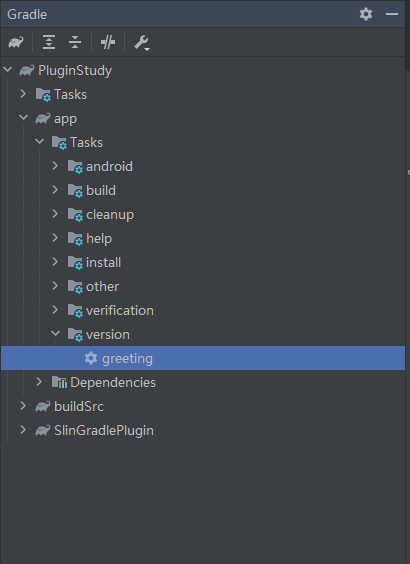 Gradle
PluginStudy
Tasks
app
Tasks
android
build
cleanup
help
install
other
verification
version
greeting
Dependencies
buildSrc
SlinGradlePlugin